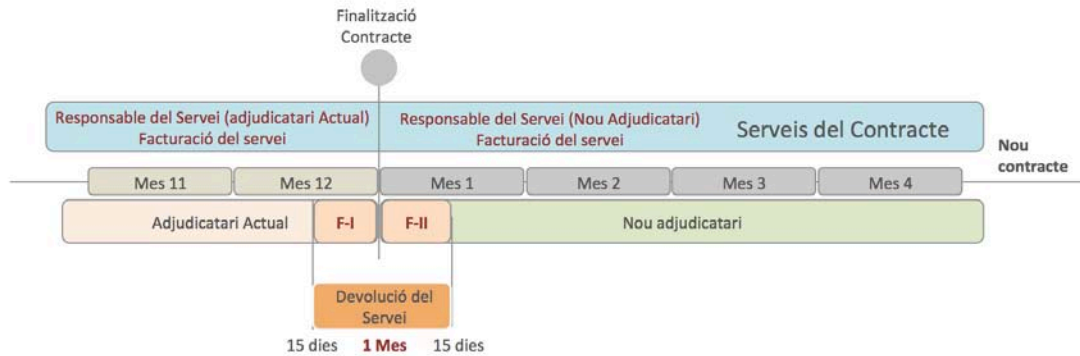 Finalització
Contracte
Responsable del Servei (adjudicatari Actual)
Facturació del servei
Responsable del Servei (Nou Adjudicatari)
Facturació del servei
Serveis del Contracte
Nou
contracte
Mes 11
Mes 12
Mes 1
Mes 2
Mes 3
Mes 4
Adjudicatari Actual
F-I
F-II
Nou adjudicatari
Devolució del
Servei
15 dies
1 Mes
15 dies